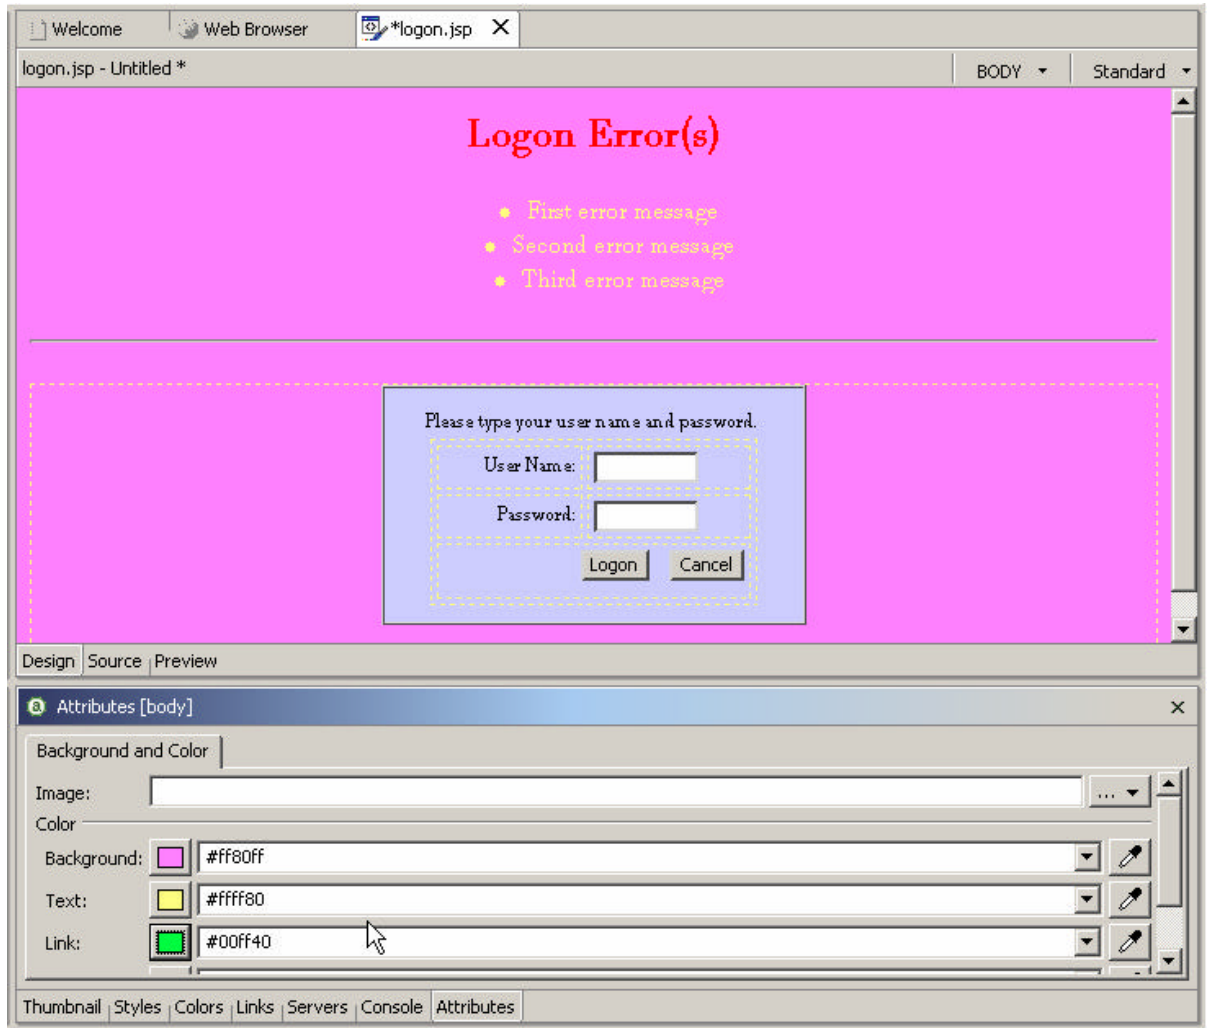 Welcome Web Browser *logon.jsp X
logon.jsp - Untitled * BODY Standard
Logon Error(s)
First error message
Second error message
Third error message
Please type your user name and password.
User Name:
Password:
Logon Cancel
Design Source Preview
Attributes [body]
Background and Color
Image: ...
Color
Background: #ff80ff
Text: #ffff80
Link: #00ff40
Thumbnail Styles Colors Links Servers Console Attributes